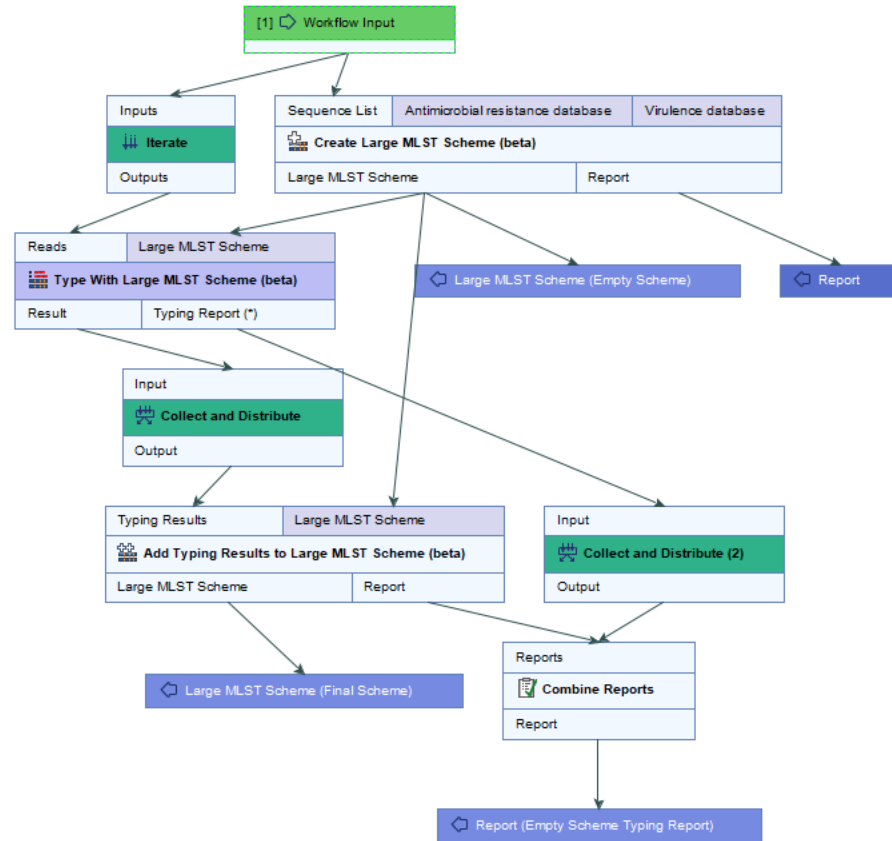 [1] Workflow Input
Inputs
Iterate
Outputs
Sequence List Antimicrobial resistance database Virulence database
Create Large MLST Scheme (beta)
Large MLST Scheme Report
Reads Large MLST Scheme
Type With Large MLST Scheme (beta)
Result Typing Report (*)
Large MLST Scheme (Empty Scheme)
Report
Input
Collect and Distribute
Output
Typing Results Large MLST Scheme
Add Typing Results to Large MLST Scheme (beta)
Large MLST Scheme Report
Input
Collect and Distribute (2)
Output
Large MLST Scheme (Final Scheme)
Reports
Combine Reports
Report
Report (Empty Scheme Typing Report)